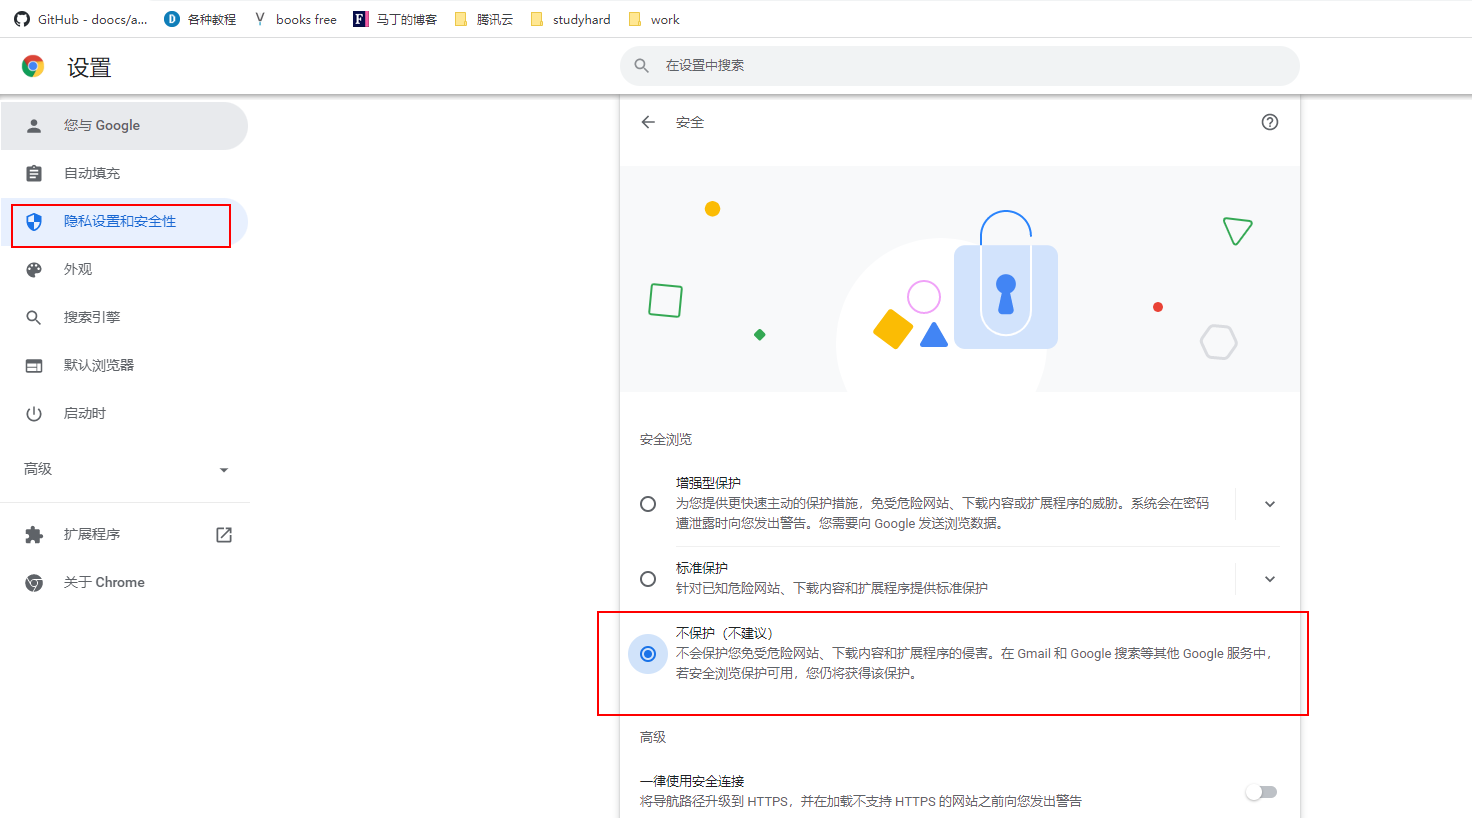 GitHub - doocs/a...
各种教程
books free
马丁的博客
腾讯云
studyhard
work
设置
在设置中搜索
您与 Google
自动填充
隐私设置和安全性
外观
搜索引擎
默认浏览器
启动时
高级
扩展程序
关于 Chrome
安全
安全浏览
增强型保护
为您提供更快速主动的保护措施，免受危险网站、下载内容或扩展程序的威胁。系统会在密码
遭泄露时向您发出警告。您需要向 Google 发送浏览数据。
标准保护
针对已知危险网站、下载内容和扩展程序提供标准保护
不保护（不建议）
不会保护您免受危险网站、下载内容和扩展程序的侵害。在 Gmail 和 Google 搜索等其他 Google 服务中，
若安全浏览保护可用，您仍将获得该保护。
高级
一律使用安全连接
将导航路径升级到 HTTPS，并在加载不支持 HTTPS 的网站之前向您发出警告